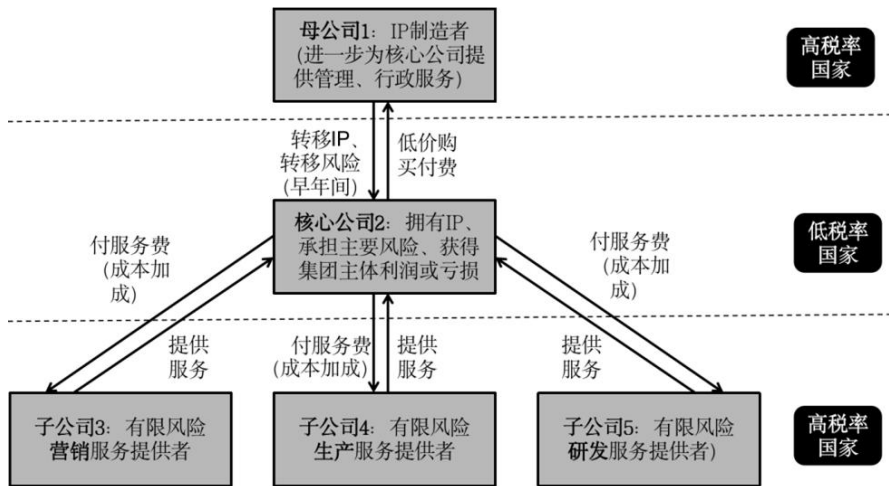 母公司1：IP制造者
(进一步为核心公司提
供管理、行政服务)
高税率
国家
转移IP、
转移风险
(早年间)
低价购
买付费
核心公司2：拥有IP、
承担主要风险、获得
集团主体利润或亏损
低税率
国家
付服务费
(成本加
成)
付服务费
(成本加
成)
提供
服务
付服务费
(成本加成)
提供
服务
提供
服务
子公司3：有限风险
营销服务提供者
子公司4：有限风险
生产服务提供者
子公司5：有限风险
研发服务提供者)
高税率
国家